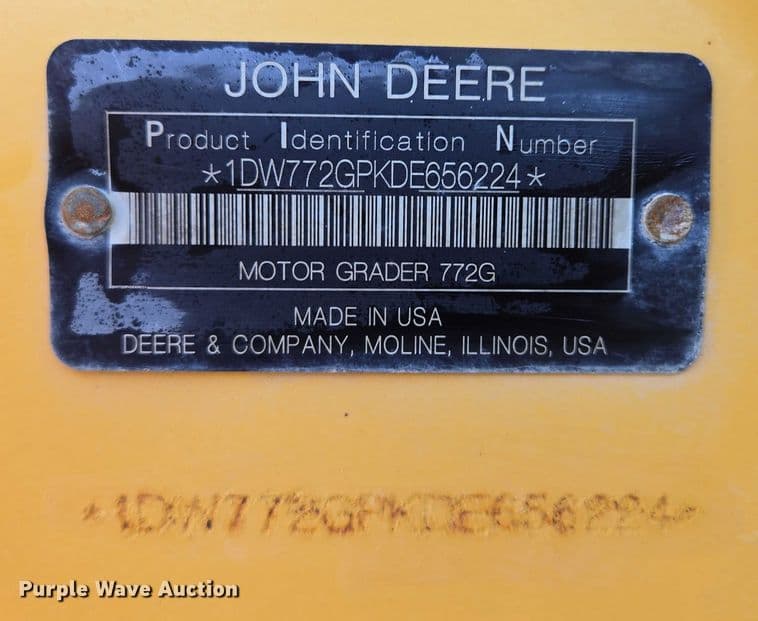 JOHN DEERE
Product Identification Number
*1DW772GPKDE656224*
MOTOR GRADER 772G
MADE IN USA
DEERE & COMPANY, MOLINE, ILLINOIS, USA
*1DW772GPKDE656224*
Purple Wave Auction